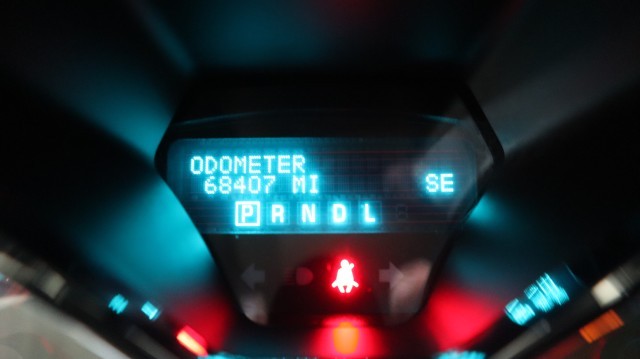 ODOMETER
68407 MI SE
P R N D L